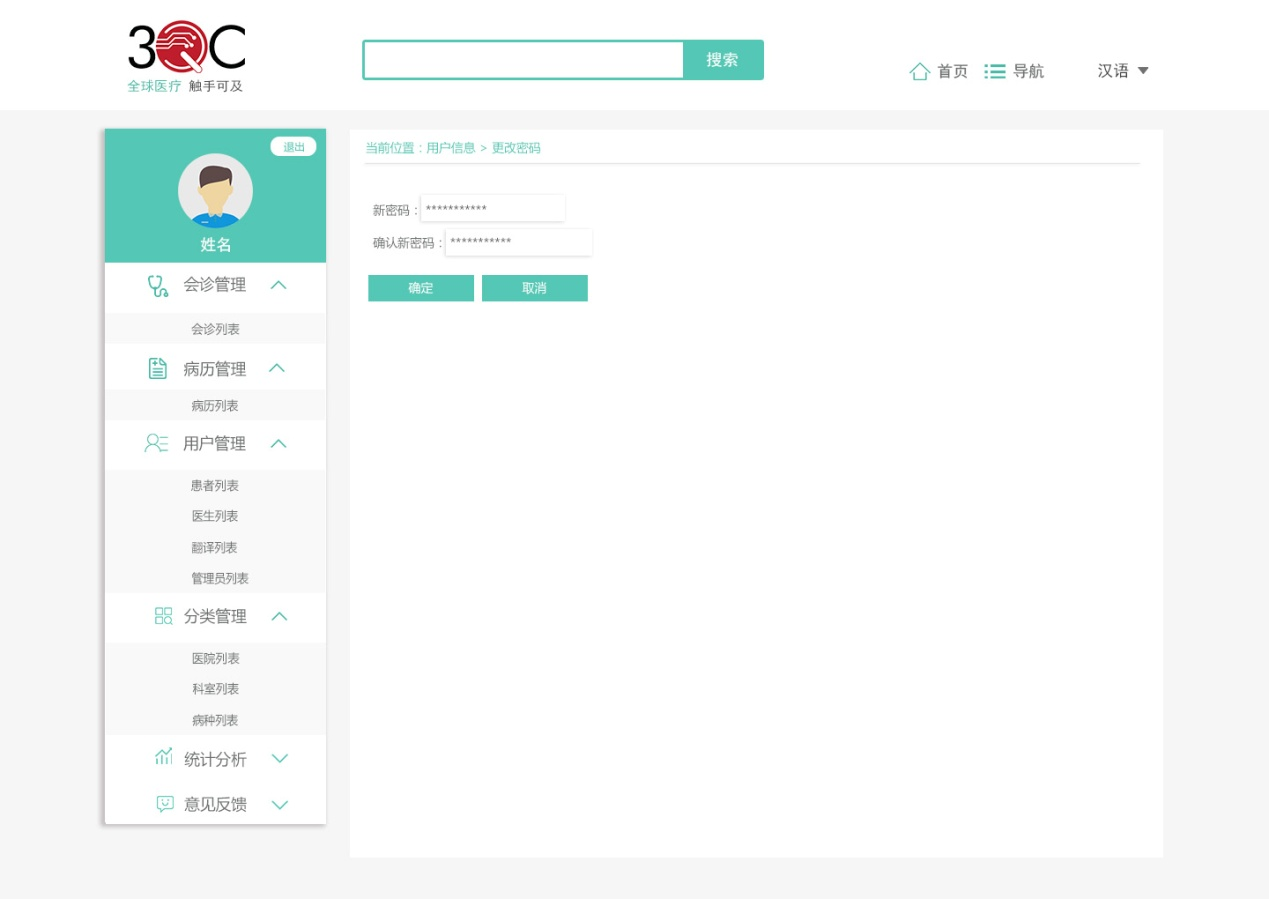 3QC
全球医疗 触手可及
搜索
首页
导航
汉语
退出
姓名
会诊管理
会诊列表
病历管理
病历列表
用户管理
患者列表
医生列表
翻译列表
管理员列表
分类管理
医院列表
科室列表
病种列表
统计分析
意见反馈
当前位置：用户信息 > 更改密码
新密码：***********
确认新密码：***********
确定
取消